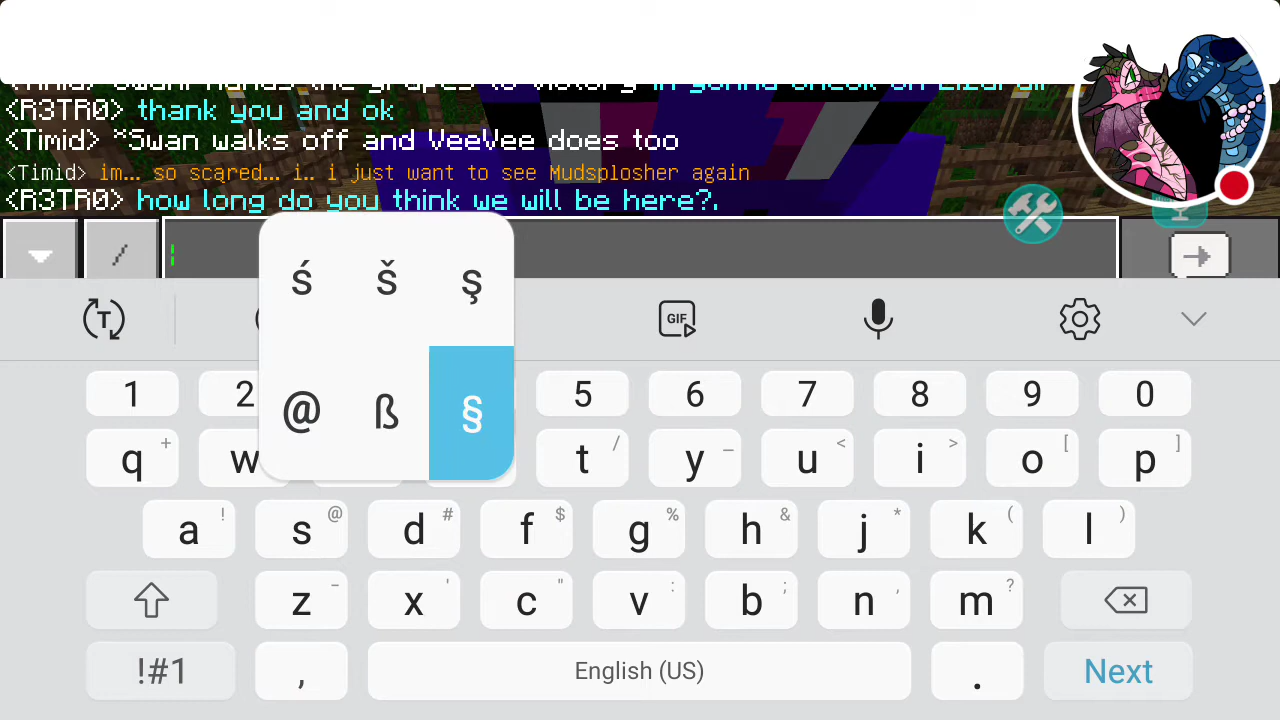 <R3TR0> thank you and ok
<Timid> *Swan walks off and VeeVee does too
<Timid> im... so scared... i.. i just want to see Mudsplosher again
<R3TR0> how long do you think we will be here?.
/
ś š ş
@ ß §
T GIF
1 2 5 7 8 9 0 6
q + w t / y – u < i > o [ p ]
a ! s @ d # f $ g % h & j * k ( l )
z – x ' c " v : b ; n , m ?
!#1 , English (US) . Next